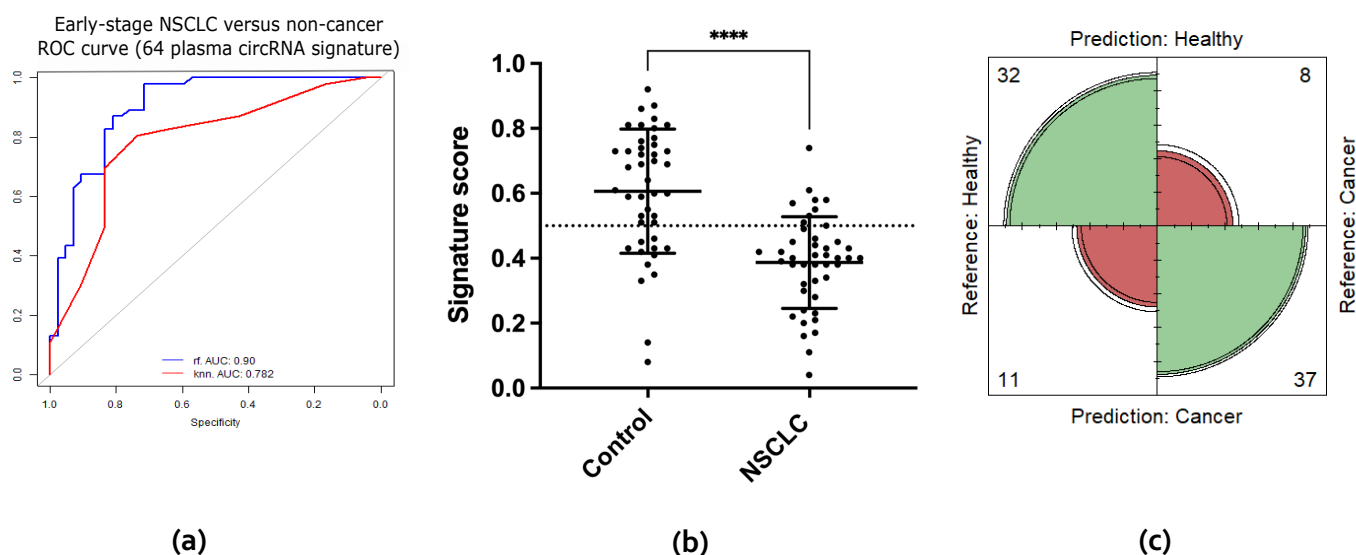 Early-stage NSCLC versus non-cancer
ROC curve (64 plasma circRNA signature)
1.0
0.8
0.6
0.4
0.2
0.0
rf. AUC: 0.90
knn. AUC: 0.782
1.0
0.8
0.6
0.4
0.2
0.0
Specificity
(a)
****
Signature score
1.0
0.8
0.6
0.4
0.2
0.0
Control
NSCLC
(b)
Prediction: Healthy
32
8
Reference: Healthy
Reference: Cancer
11
37
Prediction: Cancer
(c)